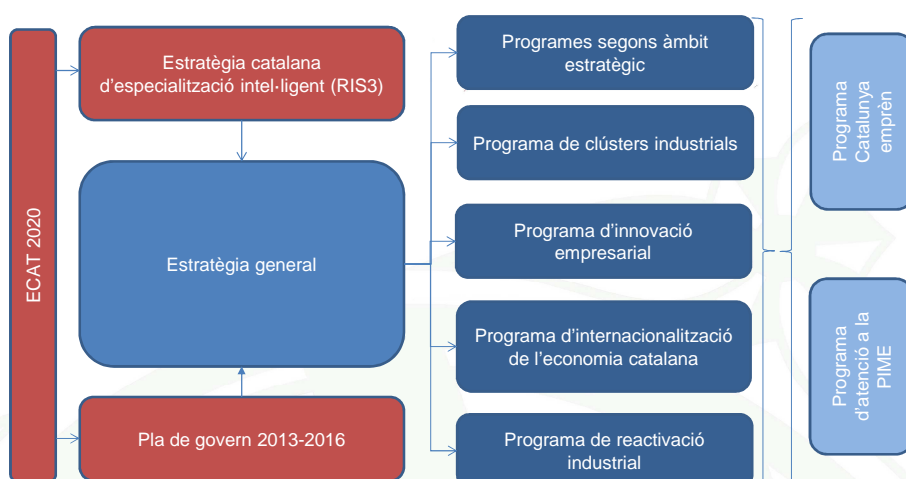 ECAT 2020
Estratègia catalana
d'especialització intel·ligent (RIS3)
Estratègia general
Pla de govern 2013-2016
Programes segons àmbit
estratègic
Programa de clústers industrials
Programa d'innovació
empresarial
Programa d'internacionalització
de l'economia catalana
Programa de reactivació
industrial
Programa
Catalunya
emprèn
Programa
d'atenció a la
PIME